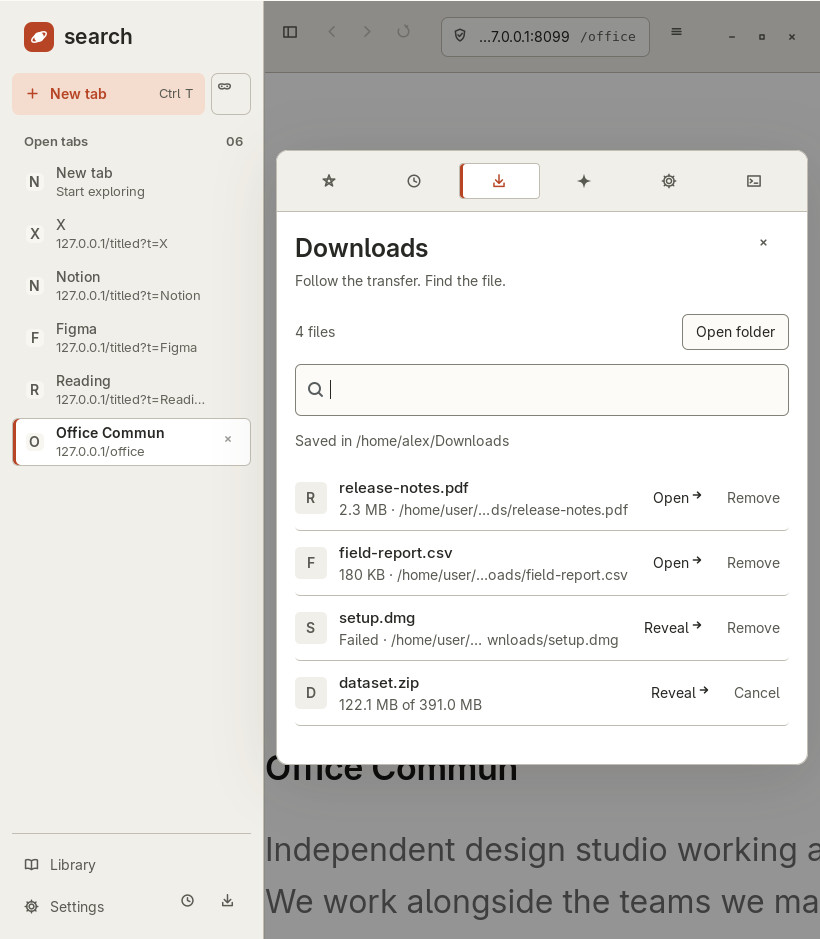 search
New tab
Ctrl T
Open tabs
06
N
New tab
Start exploring
X
X
127.0.0.1/titled?t=X
N
Notion
127.0.0.1/titled?t=Notion
F
Figma
127.0.0.1/titled?t=Figma
R
Reading
127.0.0.1/titled?t=Readi...
O
Office Commun
127.0.0.1/office
Library
Settings
...7.0.0.1:8099 /office
Downloads
Follow the transfer. Find the file.
4 files
Open folder
Saved in /home/alex/Downloads
R
release-notes.pdf
2.3 MB · /home/user/...ds/release-notes.pdf
Open
Remove
F
field-report.csv
180 KB · /home/user/...oads/field-report.csv
Open
Remove
S
setup.dmg
Failed · /home/user/... wnloads/setup.dmg
Reveal
Remove
D
dataset.zip
122.1 MB of 391.0 MB
Reveal
Cancel
Office Commun
Independent design studio working a
We work alongside the teams we ma